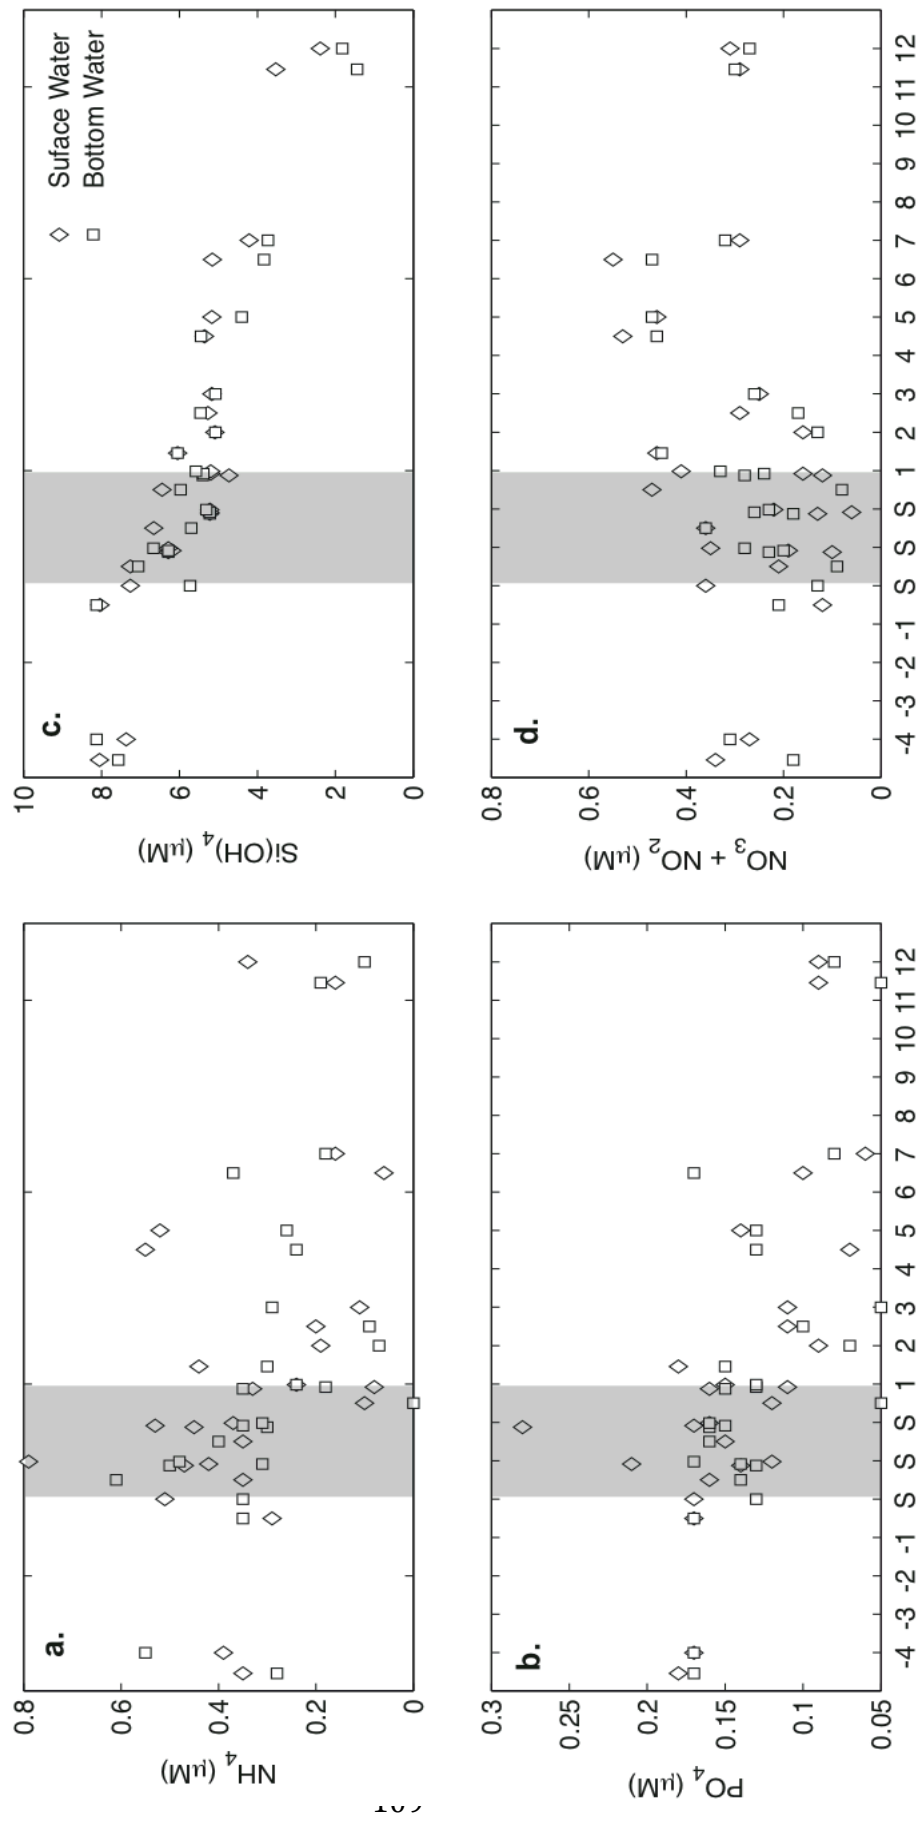 a.
NH4 (μM)
0.8
0.6
0.4
0.2
0
b.
PO4 (μM)
0.3
0.25
0.2
0.15
0.1
0.05
-4 -3 -2 -1 S S S 1 2 3 4 5 6 7 8 9 10 11 12
c.
Si(OH)4 (μM)
10
8
6
4
2
0
Suface Water
Bottom Water
d.
NO3 + NO2 (μM)
0.8
0.6
0.4
0.2
0
-4 -3 -2 -1 S S S 1 2 3 4 5 6 7 8 9 10 11 12